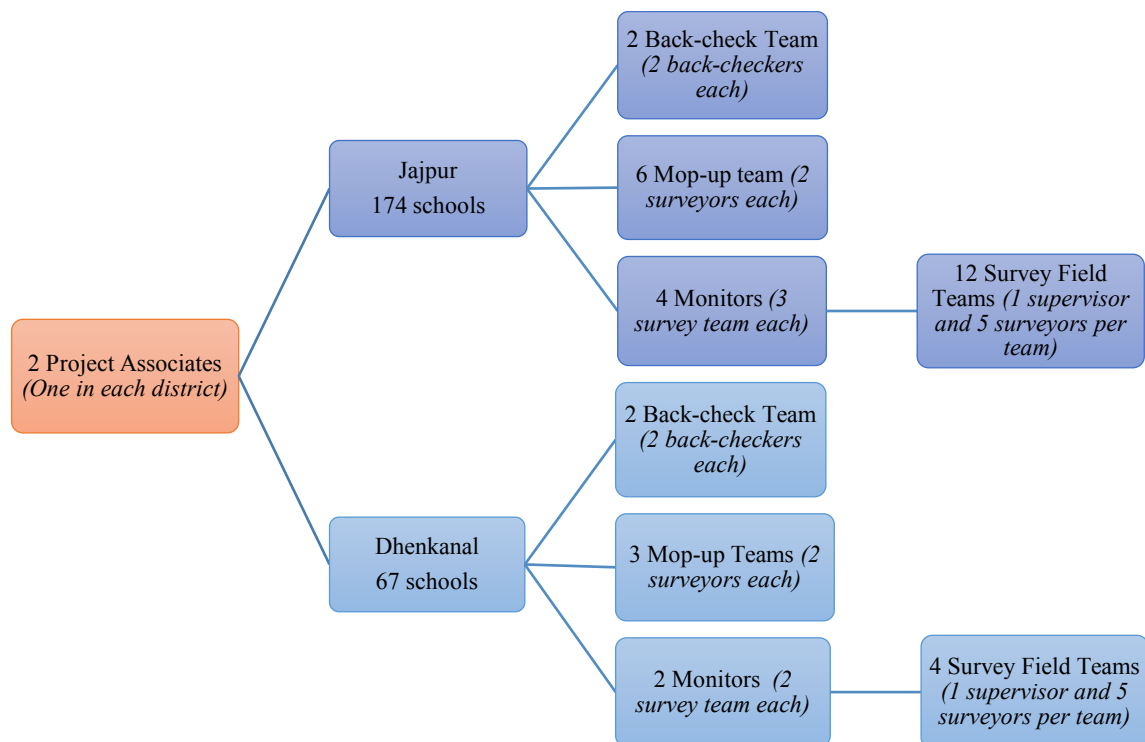 2 Project Associates
(One in each district)
Jajpur
174 schools
2 Back-check Team
(2 back-checkers
each)
6 Mop-up team (2
surveyors each)
4 Monitors (3
survey team each)
12 Survey Field
Teams (1 supervisor
and 5 surveyors per
team)
Dhenkanal
67 schools
2 Back-check Team
(2 back-checkers
each)
3 Mop-up Teams (2
surveyors each)
2 Monitors (2
survey team each)
4 Survey Field Teams
(1 supervisor and 5
surveyors per team)